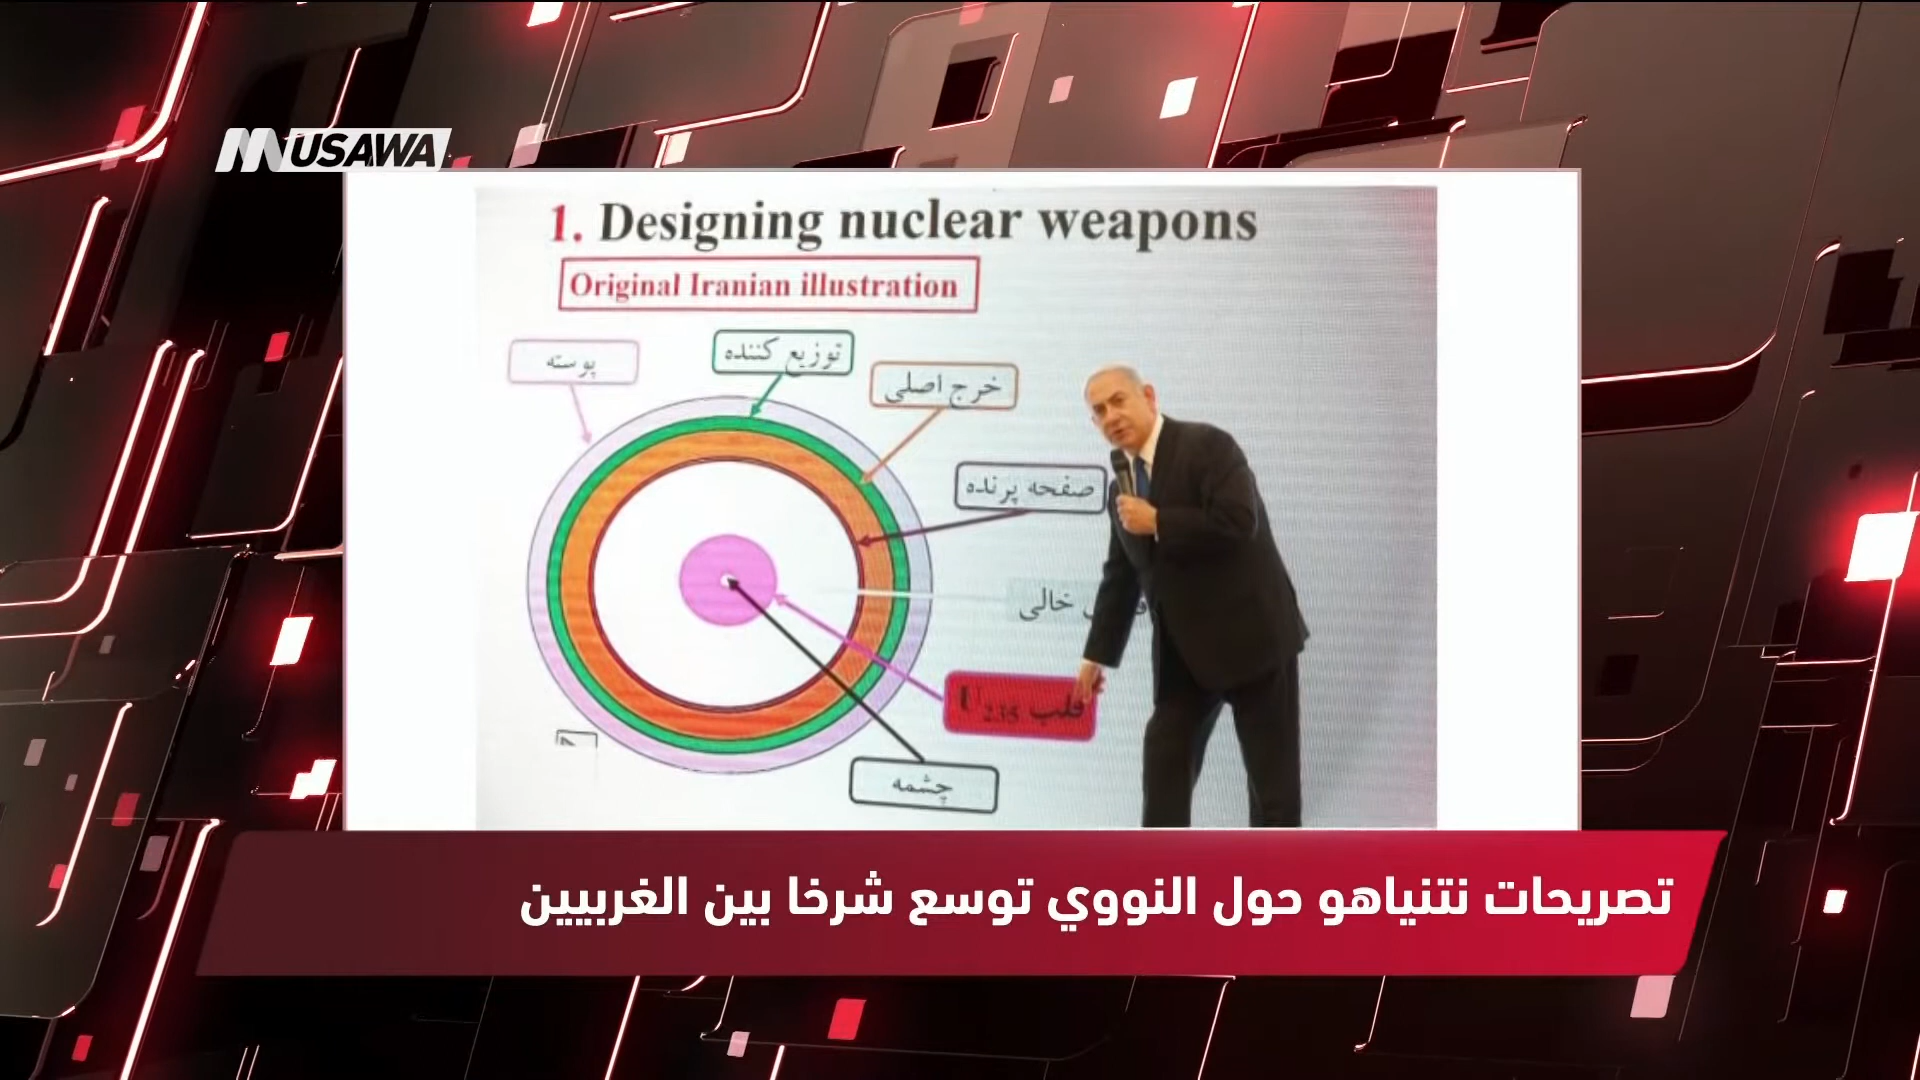 MUSAWA
1. Designing nuclear weapons
Original Iranian illustration
پوسته
توزیع کننده
خرج اصلی
صفحه پرنده
خالی
قلب U235
چشمه
تصريحات نتنياهو حول النووي توسع شرخا بين الغربيين